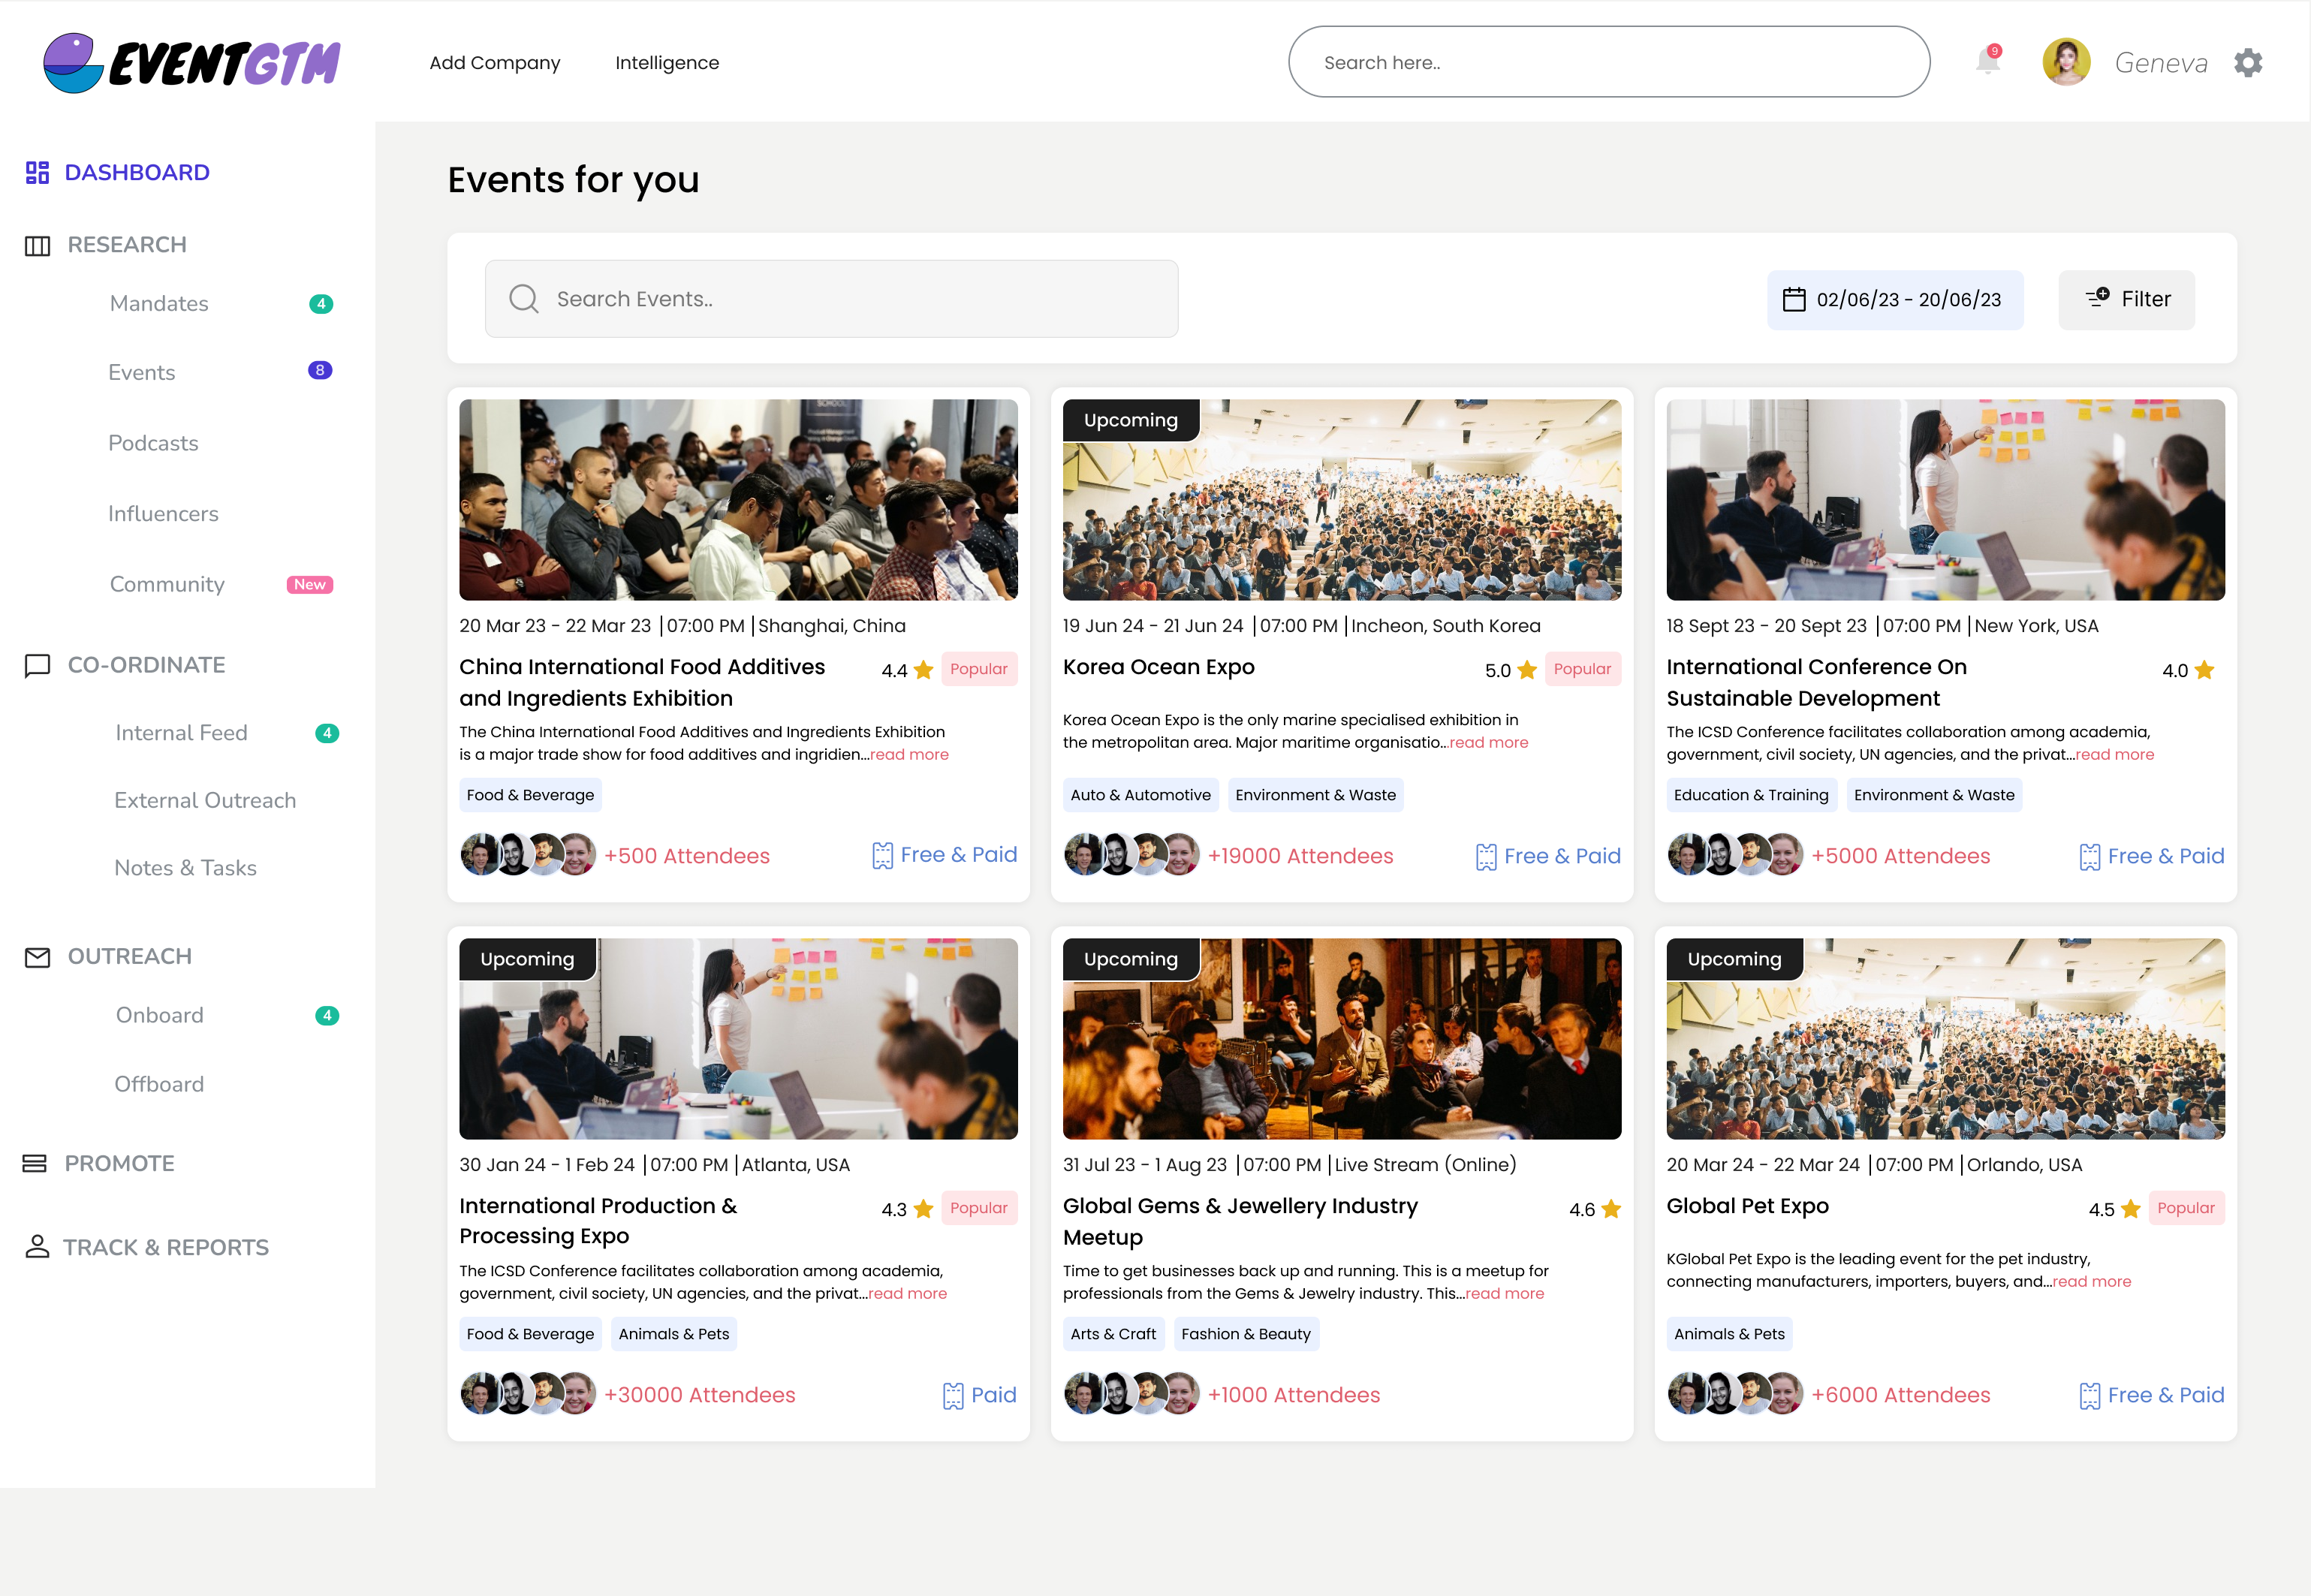 EVENTGTM
Add Company
Intelligence
Search here..
9
Geneva
DASHBOARD
RESEARCH
Mandates
4
Events
8
Podcasts
Influencers
Community
New
CO-ORDINATE
Internal Feed
4
External Outreach
Notes & Tasks
OUTREACH
Onboard
4
Offboard
PROMOTE
TRACK & REPORTS
Events for you
Search Events..
02/06/23 - 20/06/23
Filter
SCHOOL
20 Mar 23 - 22 Mar 23 | 07:00 PM | Shanghai, China
China International Food Additives
and Ingredients Exhibition
4.4
Popular
The China International Food Additives and Ingredients Exhibition
is a major trade show for food additives and ingridien...read more
Food & Beverage
+500 Attendees
Free & Paid
Upcoming
19 Jun 24 - 21 Jun 24 | 07:00 PM | Incheon, South Korea
Korea Ocean Expo
5.0
Popular
Korea Ocean Expo is the only marine specialised exhibition in
the metropolitan area. Major maritime organisatio...read more
Auto & Automotive
Environment & Waste
+19000 Attendees
Free & Paid
18 Sept 23 - 20 Sept 23 | 07:00 PM | New York, USA
International Conference On
Sustainable Development
4.0
The ICSD Conference facilitates collaboration among academia,
government, civil society, UN agencies, and the privat...read more
Education & Training
Environment & Waste
+5000 Attendees
Free & Paid
Upcoming
30 Jan 24 - 1 Feb 24 | 07:00 PM | Atlanta, USA
International Production &
Processing Expo
4.3
Popular
The ICSD Conference facilitates collaboration among academia,
government, civil society, UN agencies, and the privat...read more
Food & Beverage
Animals & Pets
+30000 Attendees
Paid
Upcoming
31 Jul 23 - 1 Aug 23 | 07:00 PM | Live Stream (Online)
Global Gems & Jewellery Industry
Meetup
4.6
Time to get businesses back up and running. This is a meetup for
professionals from the Gems & Jewelry industry. This...read more
Arts & Craft
Fashion & Beauty
+1000 Attendees
Upcoming
20 Mar 24 - 22 Mar 24 | 07:00 PM | Orlando, USA
Global Pet Expo
4.5
Popular
KGlobal Pet Expo is the leading event for the pet industry,
connecting manufacturers, importers, buyers, and...read more
Animals & Pets
+6000 Attendees
Free & Paid